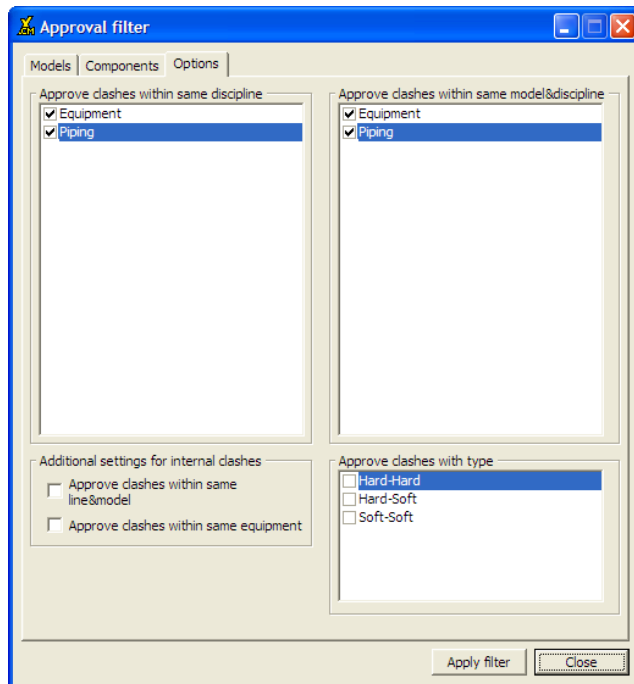 Approval filter
Models
Components
Options
Approve clashes within same discipline
Equipment
Piping
Approve clashes within same model&discipline
Equipment
Piping
Additional settings for internal clashes
Approve clashes within same
line&model
Approve clashes within same equipment
Approve clashes with type
Hard-Hard
Hard-Soft
Soft-Soft
Apply filter
Close